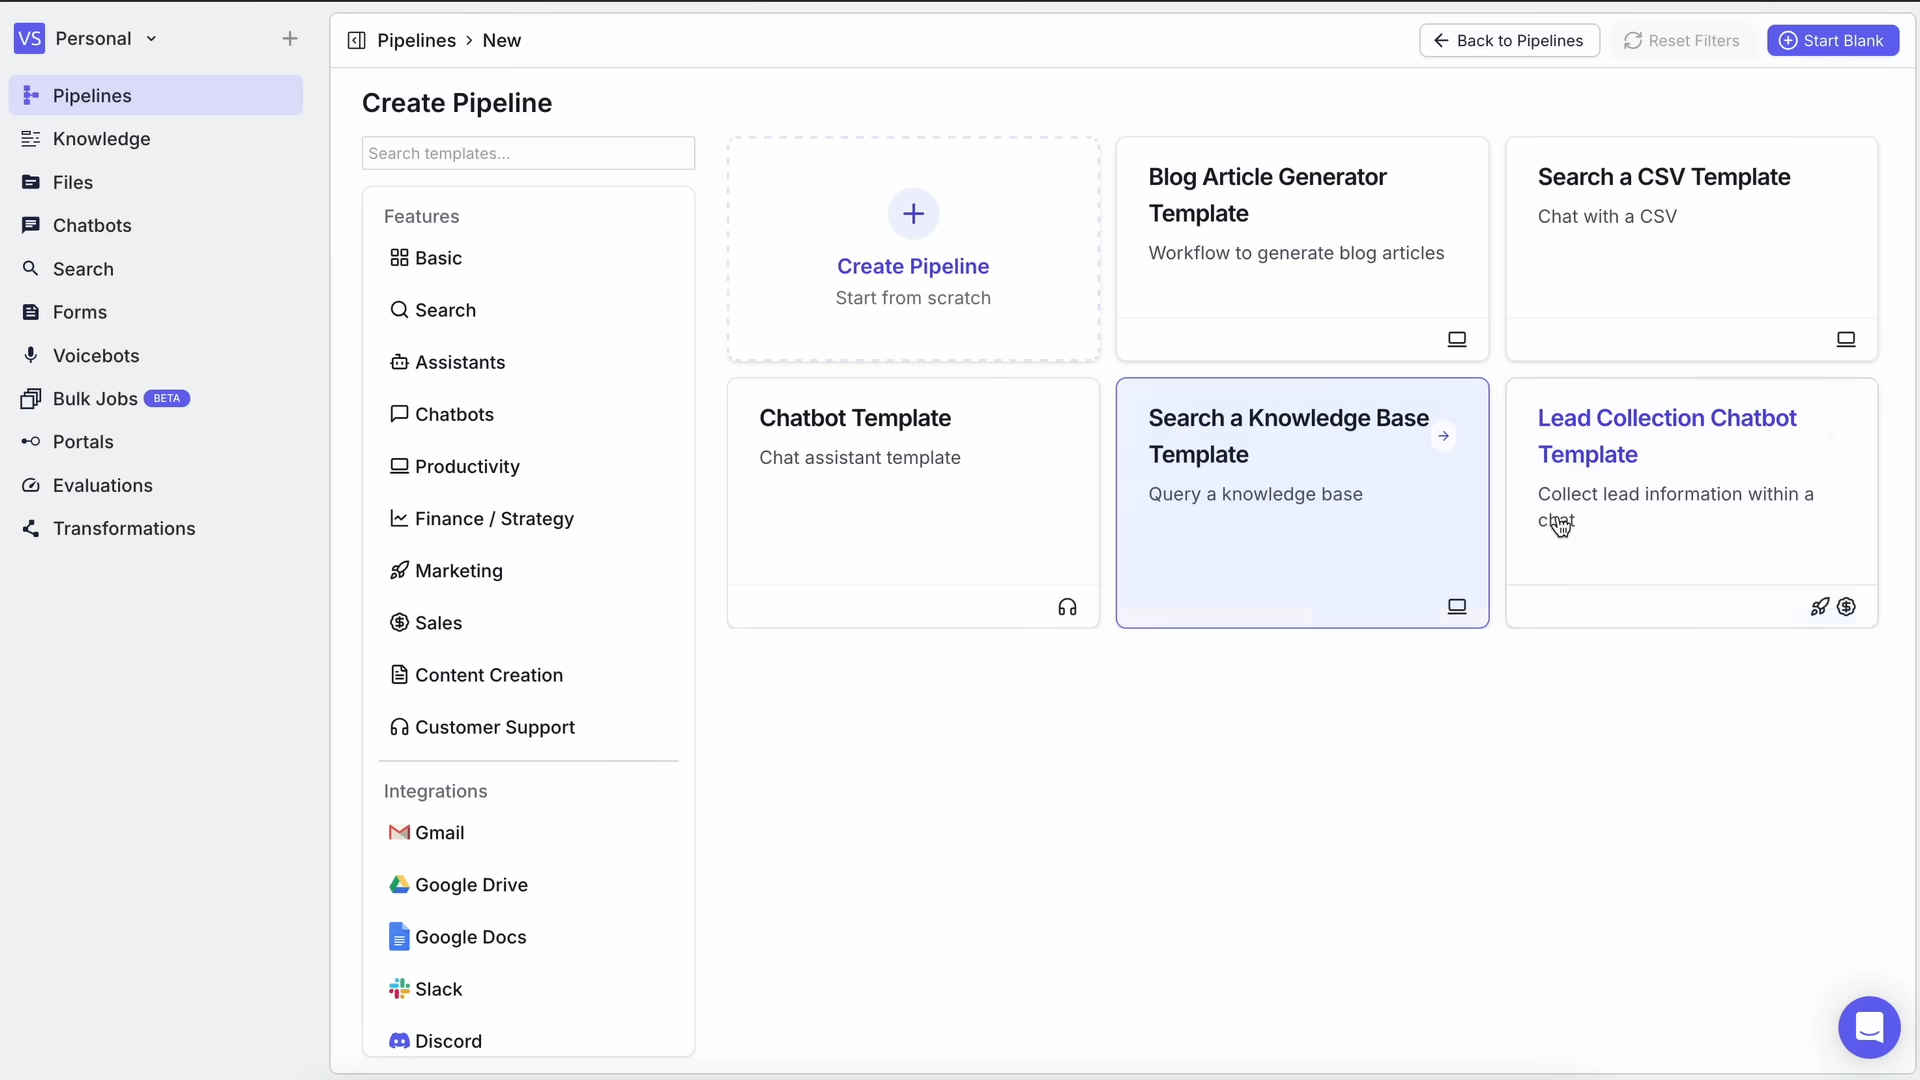 VS Personal
Pipelines
Knowledge
Files
Chatbots
Search
Forms
Voicebots
Bulk Jobs BETA
Portals
Evaluations
Transformations
Pipelines > New
Back to Pipelines
Reset Filters
Start Blank
Create Pipeline
Search templates...
Features
Basic
Search
Assistants
Chatbots
Productivity
Finance / Strategy
Marketing
Sales
Content Creation
Customer Support
Integrations
Gmail
Google Drive
Google Docs
Slack
Discord
Create Pipeline
Start from scratch
Blog Article Generator
Template
Workflow to generate blog articles
Search a CSV Template
Chat with a CSV
Chatbot Template
Chat assistant template
Search a Knowledge Base
Template
Query a knowledge base
Lead Collection Chatbot
Template
Collect lead information within a
chat